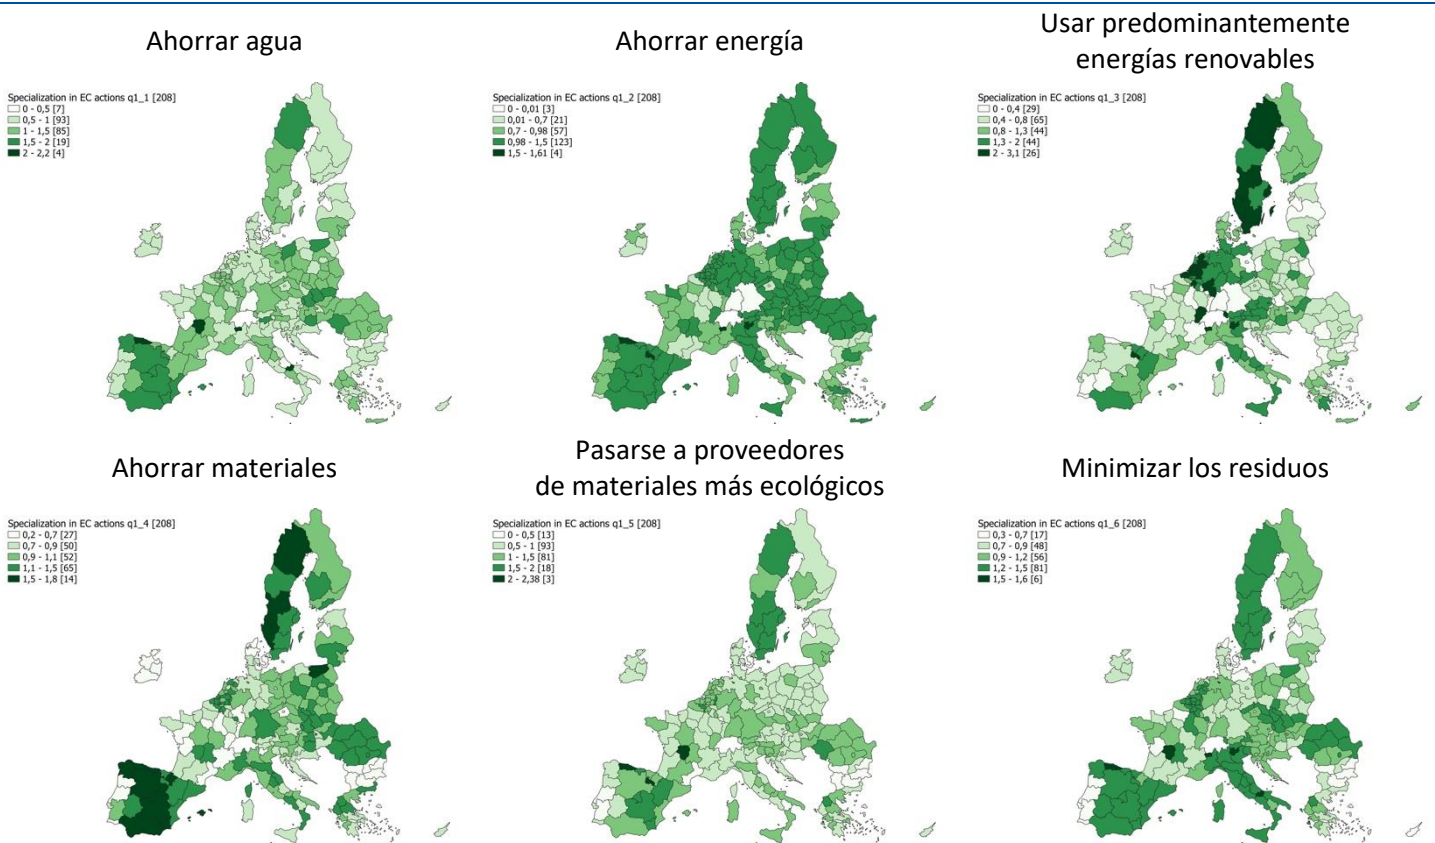 Ahorrar agua
Specialization in EC actions q1_1 [208]
0 - 0,5 [7]
0,5 - 1 [93]
1 - 1,5 [85]
1,5 - 2 [19]
2 - 2,2 [4]
Ahorrar energía
Specialization in EC actions q1_2 [208]
0 - 0,01 [3]
0,01 - 0,7 [21]
0,7 - 0,98 [57]
0,98 - 1,5 [123]
1,5 - 1,61 [4]
Usar predominantemente
energías renovables
Specialization in EC actions q1_3 [208]
0 - 0,4 [29]
0,4 - 0,8 [65]
0,8 - 1,3 [44]
1,3 - 2 [44]
2 - 3,1 [26]
Ahorrar materiales
Specialization in EC actions q1_4 [208]
0,2 - 0,7 [27]
0,7 - 0,9 [50]
0,9 - 1,1 [52]
1,1 - 1,5 [65]
1,5 - 1,8 [14]
Pasarse a proveedores
de materiales más ecológicos
Specialization in EC actions q1_5 [208]
0 - 0,5 [13]
0,5 - 1 [93]
1 - 1,5 [81]
1,5 - 2 [18]
2 - 2,38 [3]
Minimizar los residuos
Specialization in EC actions q1_6 [208]
0,3 - 0,7 [17]
0,7 - 0,9 [48]
0,9 - 1,2 [56]
1,2 - 1,5 [81]
1,5 - 1,6 [6]